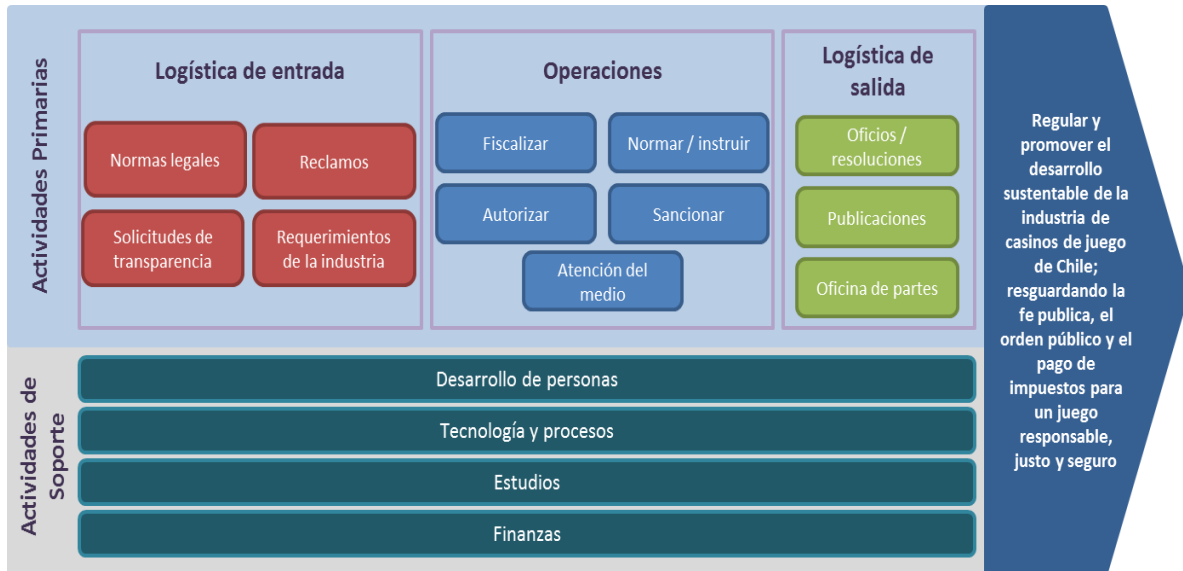 Actividades Primarias
Logística de entrada
Normas legales
Reclamos
Solicitudes de
transparencia
Requerimientos
de la industria
Operaciones
Fiscalizar
Normar / instruir
Autorizar
Sancionar
Atención del
medio
Logística de
salida
Oficios /
resoluciones
Publicaciones
Oficina de partes
Actividades de
Soporte
Desarrollo de personas
Tecnología y procesos
Estudios
Finanzas
Regular y
promover el
desarrollo
sustentable de la
industria de
casinos de juego
de Chile;
resguardando la
fe publica, el
orden público y el
pago de
impuestos para
un juego
responsable,
justo y seguro